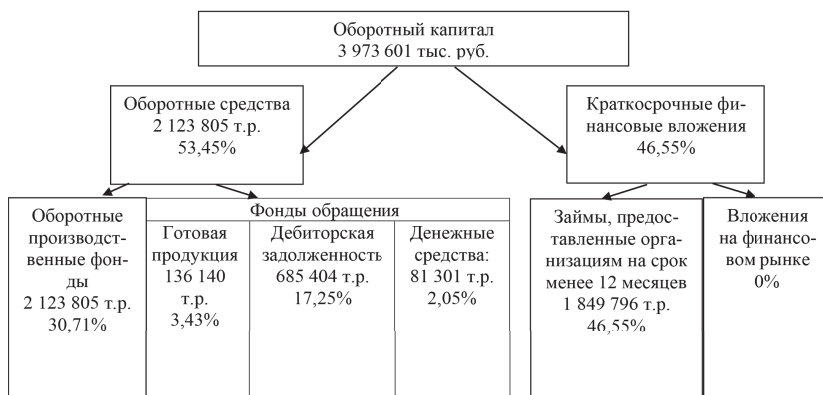 Оборотный капитал
3 973 601 тыс. руб.
Оборотные средства
2 123 805 т.р.
53,45%
Краткосрочные фи-
нансовые вложения
46,55%
Оборотные
производст-
венные фон-
ды
2 123 805 т.р.
30,71%
Фонды обращения
Готовая
продукция
136 140
т.р.
3,43%
Дебиторская
задолженность
685 404 т.р.
17,25%
Денежные
средства:
81 301 т.р.
2,05%
Займы, предос-
тавленные орга-
низациям на срок
менее 12 месяцев
1 849 796 т.р.
46,55%
Вложения
на финансо-
вом рынке
0%